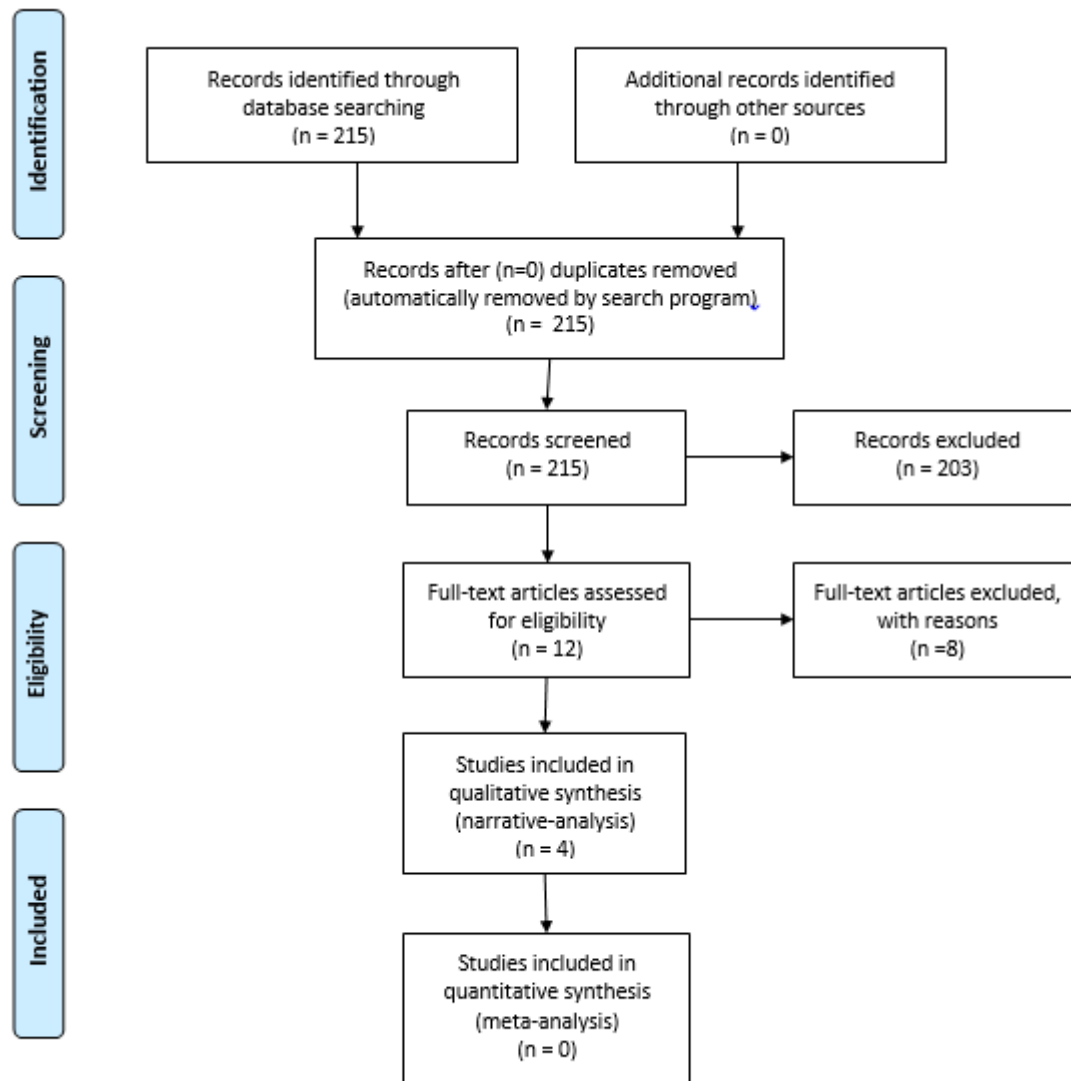 Identification
Records identified through
database searching
(n = 215)
Additional records identified
through other sources
(n = 0)
Records after (n=0) duplicates removed
(automatically removed by search program)
(n =  215)
Screening
Records screened
(n = 215)
Records excluded
(n = 203)
Eligibility
Full-text articles assessed
for eligibility
(n = 12)
Full-text articles excluded,
with reasons
(n =8)
Studies included in
qualitative synthesis
(narrative-analysis)
(n = 4)
Included
Studies included in
quantitative synthesis
(meta-analysis)
(n = 0)